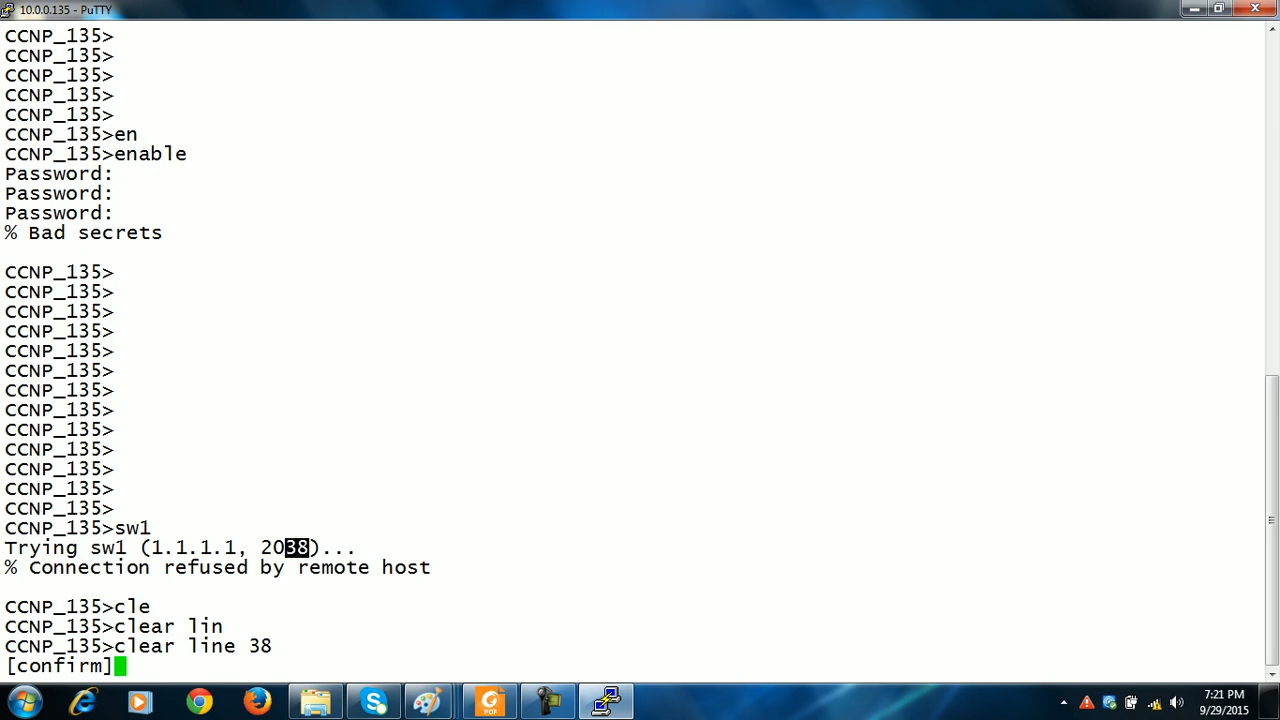 10.0.0.135 - PuTTY
CCNP_135>
CCNP_135>
CCNP_135>
CCNP_135>
CCNP_135>
CCNP_135>en
CCNP_135>enable
Password:
Password:
Password:
% Bad secrets
CCNP_135>
CCNP_135>
CCNP_135>
CCNP_135>
CCNP_135>
CCNP_135>
CCNP_135>
CCNP_135>
CCNP_135>
CCNP_135>
CCNP_135>
CCNP_135>
CCNP_135>
CCNP_135>sw1
Trying sw1 (1.1.1.1, 2038)...
% Connection refused by remote host
CCNP_135>cle
CCNP_135>clear lin
CCNP_135>clear line 38
[confirm]
PDF
7:21 PM
9/29/2015